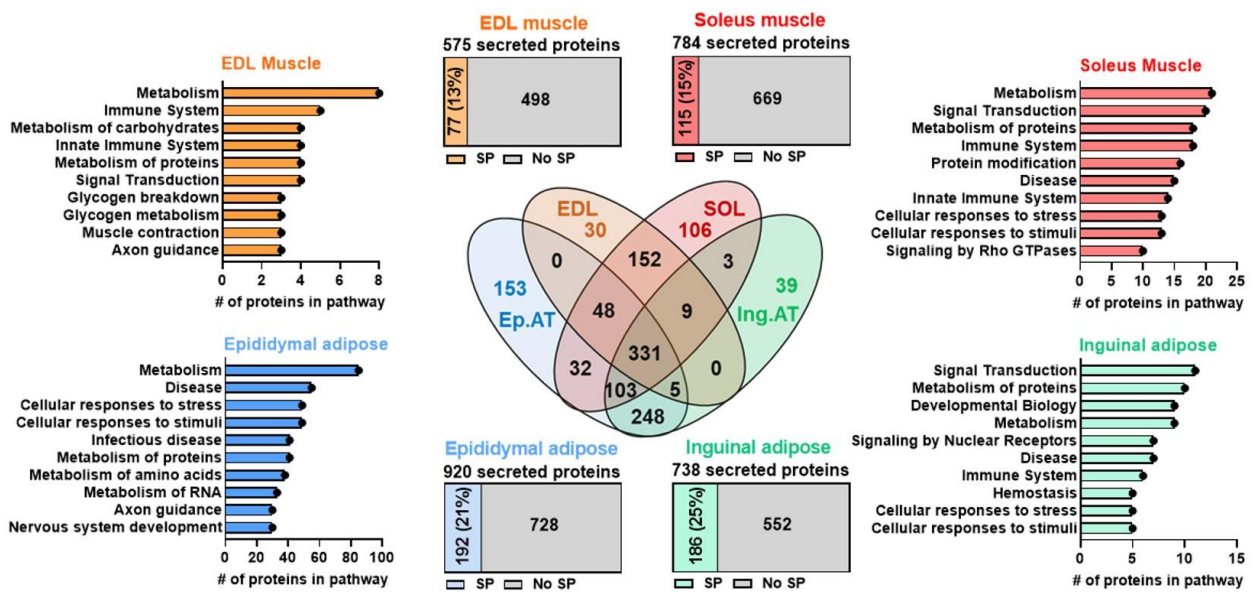 EDL muscle
575 secreted proteins
77 (13%)
498
SP No SP
Soleus muscle
784 secreted proteins
115 (15%)
669
SP No SP
EDL Muscle
Metabolism
Immune System
Metabolism of carbohydrates
Innate Immune System
Metabolism of proteins
Signal Transduction
Glycogen breakdown
Glycogen metabolism
Muscle contraction
Axon guidance
0 2 4 6 8
# of proteins in pathway
Soleus Muscle
Metabolism
Signal Transduction
Metabolism of proteins
Immune System
Protein modification
Disease
Innate Immune System
Cellular responses to stress
Cellular responses to stimuli
Signaling by Rho GTPases
0 5 10 15 20 25
# of proteins in pathway
EDL
30
SOL
106
0
152
3
153
Ep.AT
48
9
39
Ing.AT
32
331
0
103
5
248
Epididymal adipose
Metabolism
Disease
Cellular responses to stress
Cellular responses to stimuli
Infectious disease
Metabolism of proteins
Metabolism of amino acids
Metabolism of RNA
Axon guidance
Nervous system development
0 20 40 60 80 100
# of proteins in pathway
Epididymal adipose
920 secreted proteins
192 (21%)
728
SP No SP
Inguinal adipose
738 secreted proteins
186 (25%)
552
SP No SP
Inguinal adipose
Signal Transduction
Metabolism of proteins
Developmental Biology
Metabolism
Signaling by Nuclear Receptors
Disease
Immune System
Hemostasis
Cellular responses to stress
Cellular responses to stimuli
0 5 10 15
# of proteins in pathway